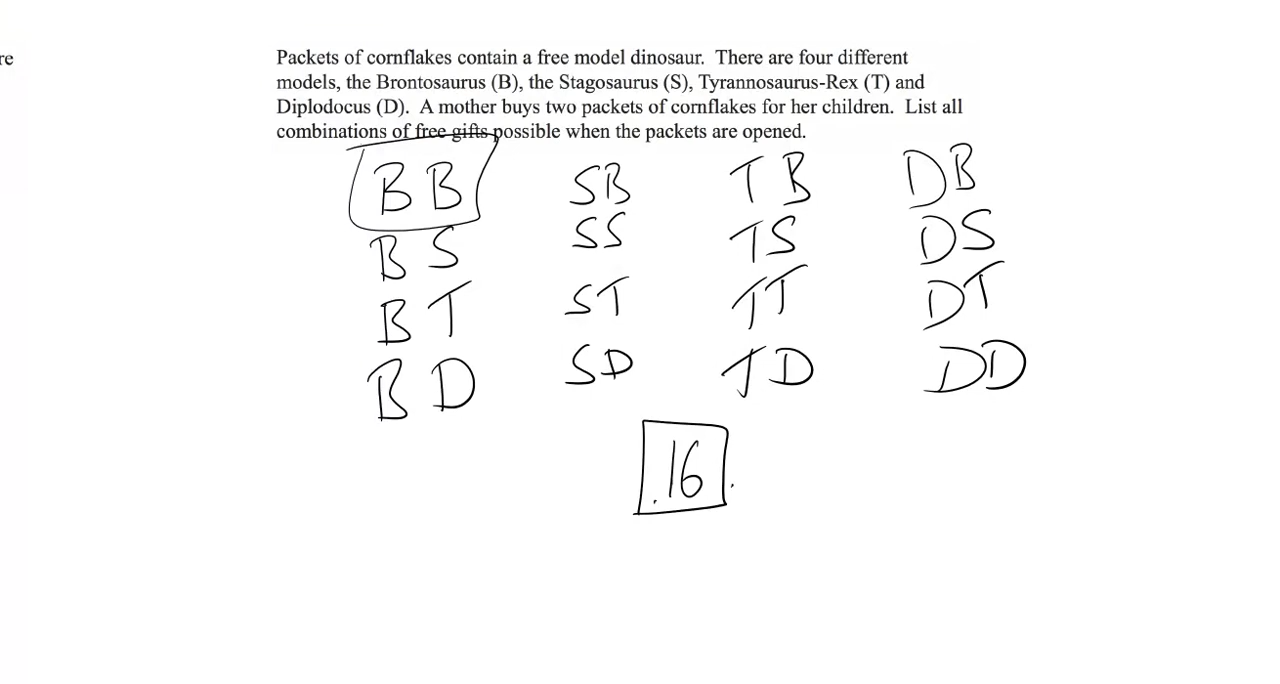 re
Packets of cornflakes contain a free model dinosaur. There are four different
models, the Brontosaurus (B), the Stagosaurus (S), Tyrannosaurus-Rex (T) and
Diplodocus (D). A mother buys two packets of cornflakes for her children. List all
combinations of free gifts possible when the packets are opened.
BB SB TB DB
BS SS TS DS
BT ST TT DT
BD SD TD DD
.16.